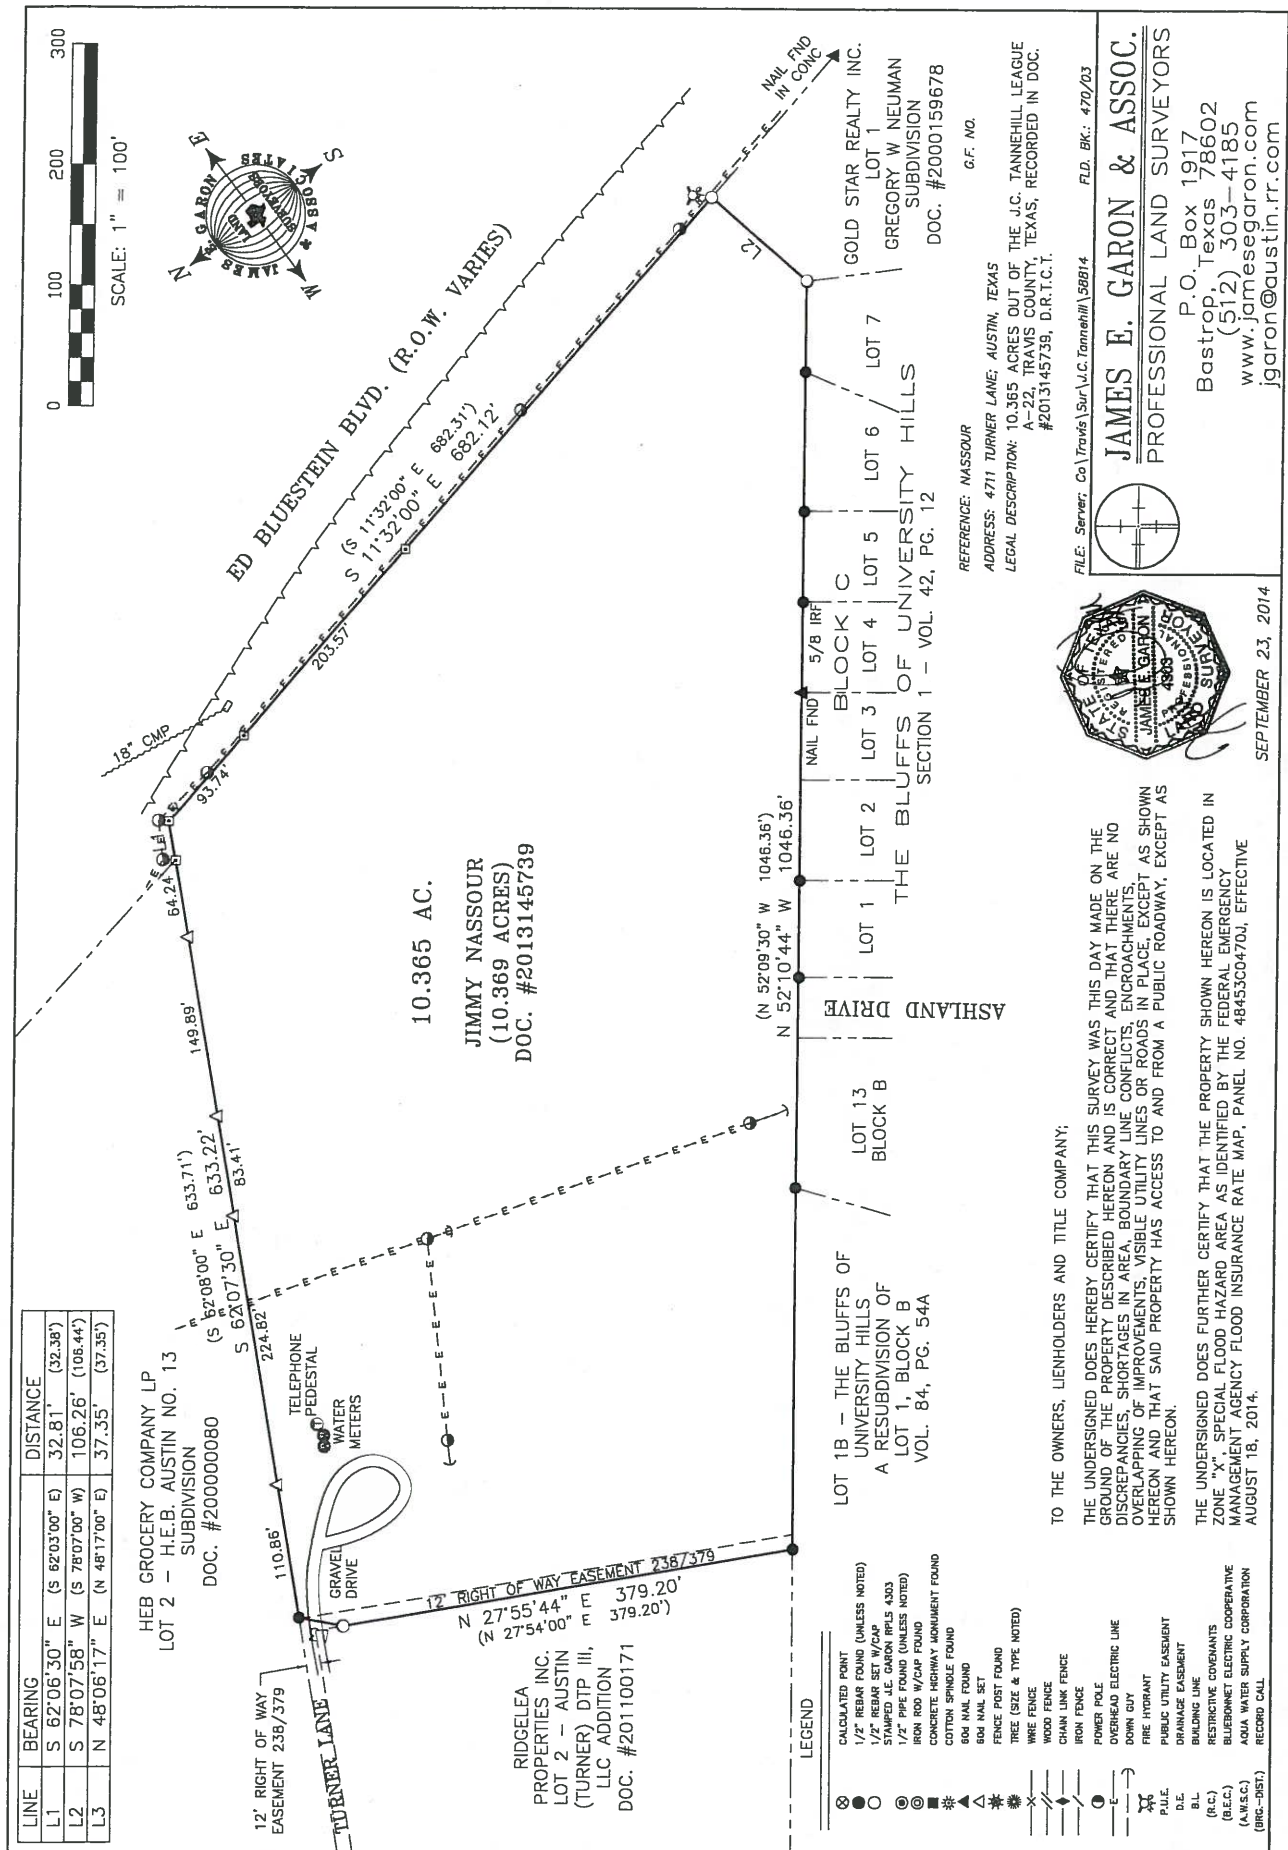 LINE BEARING DISTANCE
L1 S 62°06'30" E (S 62°03'00" E) 32.81' (32.38')
L2 S 78°07'58" W (S 78°07'00" W) 106.26' (106.44')
L3 N 48°06'17" E (N 48°17'00" E) 37.35' (37.35')
0 100 200 300
SCALE: 1" = 100'
N
E
S
W
JAMES E. GARON
& ASSOCIATES
LAND
SURVEYORS
HEB GROCERY COMPANY LP
LOT 2 - H.E.B. AUSTIN NO. 13
SUBDIVISION
DOC. #200000080
12' RIGHT OF WAY
EASEMENT 238/379
TURNER LANE
L3
110.86'
224.82'
(S 62°08'00" E 633.71')
S 62°07'30" E 633.22'
83.41'
149.89'
64.24'
L1
93.74'
18" CMP
203.57'
ED BLUESTEIN BLVD. (R.O.W. VARIES)
(S 11°32'00" E 682.31')
S 11°32'00" E 682.12'
NAIL FND
IN CONC
L2
TELEPHONE
PEDESTAL
WATER
METERS
GRAVEL
DRIVE
10.365 AC.
JIMMY NASSOUR
(10.369 ACRES)
DOC. #2013145739
12' RIGHT OF WAY EASEMENT 238/379
N 27°55'44" E 379.20'
(N 27°54'00" E 379.20')
RIDGELEA
PROPERTIES INC.
LOT 2 - AUSTIN
(TURNER) DTP III,
LLC ADDITION
DOC. #201100171
(N 52°09'30" W 1046.36')
N 52°10'44" W 1046.36'
NAIL FND
5/8 IRF
LOT 1B - THE BLUFFS OF
UNIVERSITY HILLS
A RESUBDIVISION OF
LOT 1, BLOCK B
VOL. 84, PG. 54A
LOT 13
BLOCK B
ASHLAND DRIVE
LOT 1
LOT 2
LOT 3
LOT 4
LOT 5
LOT 6
LOT 7
BLOCK C
THE BLUFFS OF UNIVERSITY HILLS
SECTION 1 - VOL. 42, PG. 12
GOLD STAR REALTY INC.
LOT 1
GREGORY W NEUMAN
SUBDIVISION
DOC. #2000159678
LEGEND
CALCULATED POINT
1/2" REBAR FOUND (UNLESS NOTED)
1/2" REBAR SET W/CAP
STAMPED J.E. GARON RPLS 4303
1/2" PIPE FOUND (UNLESS NOTED)
IRON ROD W/CAP FOUND
CONCRETE HIGHWAY MONUMENT FOUND
COTTON SPINDLE FOUND
60d NAIL FOUND
60d NAIL SET
FENCE POST FOUND
TREE (SIZE & TYPE NOTED)
WIRE FENCE
WOOD FENCE
CHAIN LINK FENCE
IRON FENCE
POWER POLE
E OVERHEAD ELECTRIC LINE
DOWN GUY
FIRE HYDRANT
P.U.E. PUBLIC UTILITY EASEMENT
D.E. DRAINAGE EASEMENT
B.L. BUILDING LINE
(R.C.) RESTRICTIVE COVENANTS
(B.E.C.) BLUEBONNET ELECTRIC COOPERATIVE
(A.W.S.C.) AQUA WATER SUPPLY CORPORATION
(BRG.-DIST.) RECORD CALL
TO THE OWNERS, LIENHOLDERS AND TITLE COMPANY;
THE UNDERSIGNED DOES HEREBY CERTIFY THAT THIS SURVEY WAS THIS DAY MADE ON THE
GROUND OF THE PROPERTY DESCRIBED HEREON AND IS CORRECT AND THAT THERE ARE NO
DISCREPANCIES, SHORTAGES IN AREA, BOUNDARY LINE CONFLICTS, ENCROACHMENTS,
OVERLAPPING OF IMPROVEMENTS, VISIBLE UTILITY LINES OR ROADS IN PLACE, EXCEPT AS SHOWN
HEREON AND THAT SAID PROPERTY HAS ACCESS TO AND FROM A PUBLIC ROADWAY, EXCEPT AS
SHOWN HEREON.
THE UNDERSIGNED DOES FURTHER CERTIFY THAT THE PROPERTY SHOWN HEREON IS LOCATED IN
ZONE "X", SPECIAL FLOOD HAZARD AREA AS IDENTIFIED BY THE FEDERAL EMERGENCY
MANAGEMENT AGENCY FLOOD INSURANCE RATE MAP, PANEL NO. 48453C0470J, EFFECTIVE
AUGUST 18, 2014.
STATE OF TEXAS
REGISTERED
JAMES E. GARON
4303
PROFESSIONAL
LAND SURVEYOR
SEPTEMBER 23, 2014
REFERENCE: NASSOUR
G.F. NO.
ADDRESS: 4711 TURNER LANE; AUSTIN, TEXAS
LEGAL DESCRIPTION: 10.365 ACRES OUT OF THE J.C. TANNEHILL LEAGUE
A-22, TRAVIS COUNTY, TEXAS, RECORDED IN DOC.
#2013145739, D.R.T.C.T.
FILE: Server; Co\Travis\Sur\J.C.Tannehill\58814 FLD. BK.: 470/03
JAMES E. GARON & ASSOC.
PROFESSIONAL LAND SURVEYORS
P.O. Box 1917
Bastrop, Texas 78602
(512) 303-4185
www.jamesegaron.com
jgaron@austin.rr.com